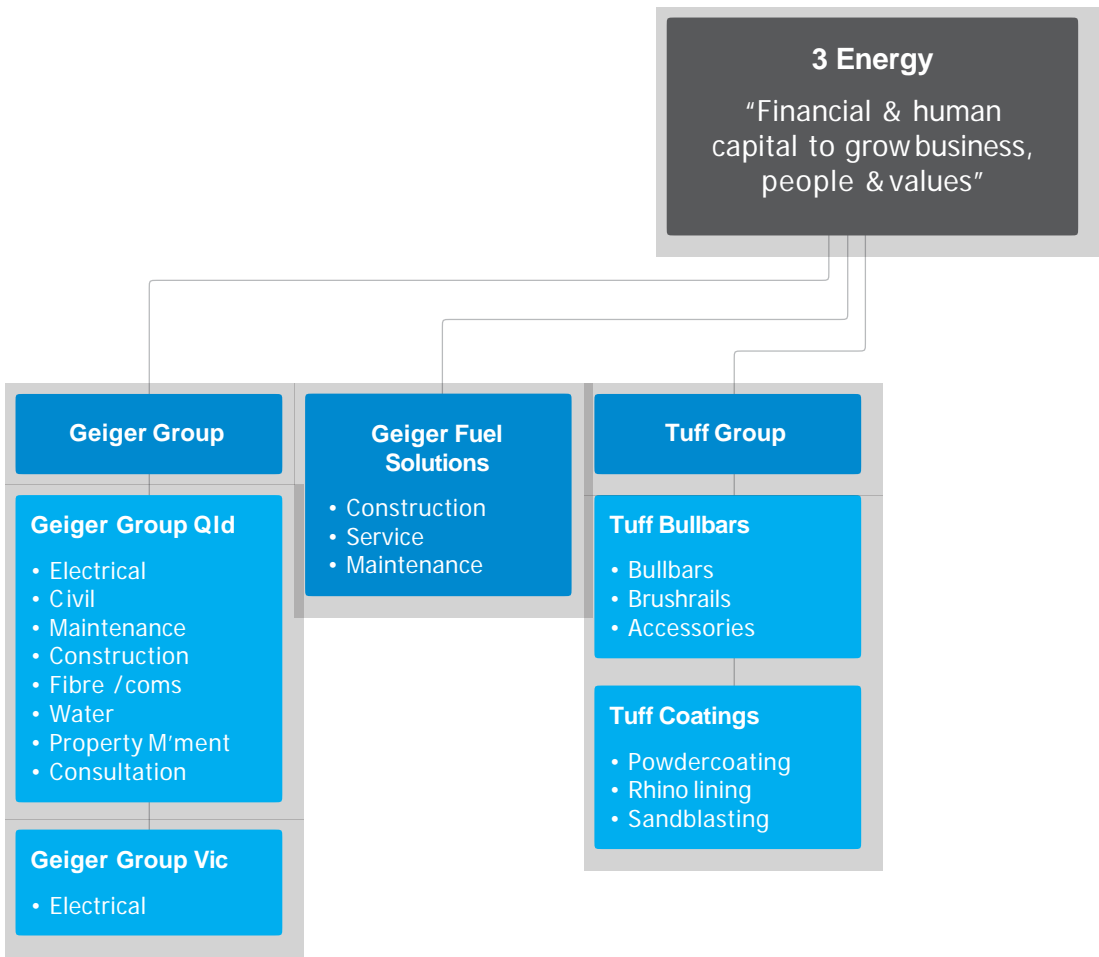 3 Energy
“Financial & human
capital to grow business,
people & values”
Geiger Group
Geiger Group Qld
• Electrical
• Civil
• Maintenance
• Construction
• Fibre /coms
• Water
• Property M’ment
• Consultation
Geiger Group Vic
• Electrical
Geiger Fuel
Solutions
• Construction
• Service
• Maintenance
Tuff Group
Tuff Bullbars
• Bullbars
• Brushrails
• Accessories
Tuff Coatings
• Powdercoating
• Rhino lining
• Sandblasting